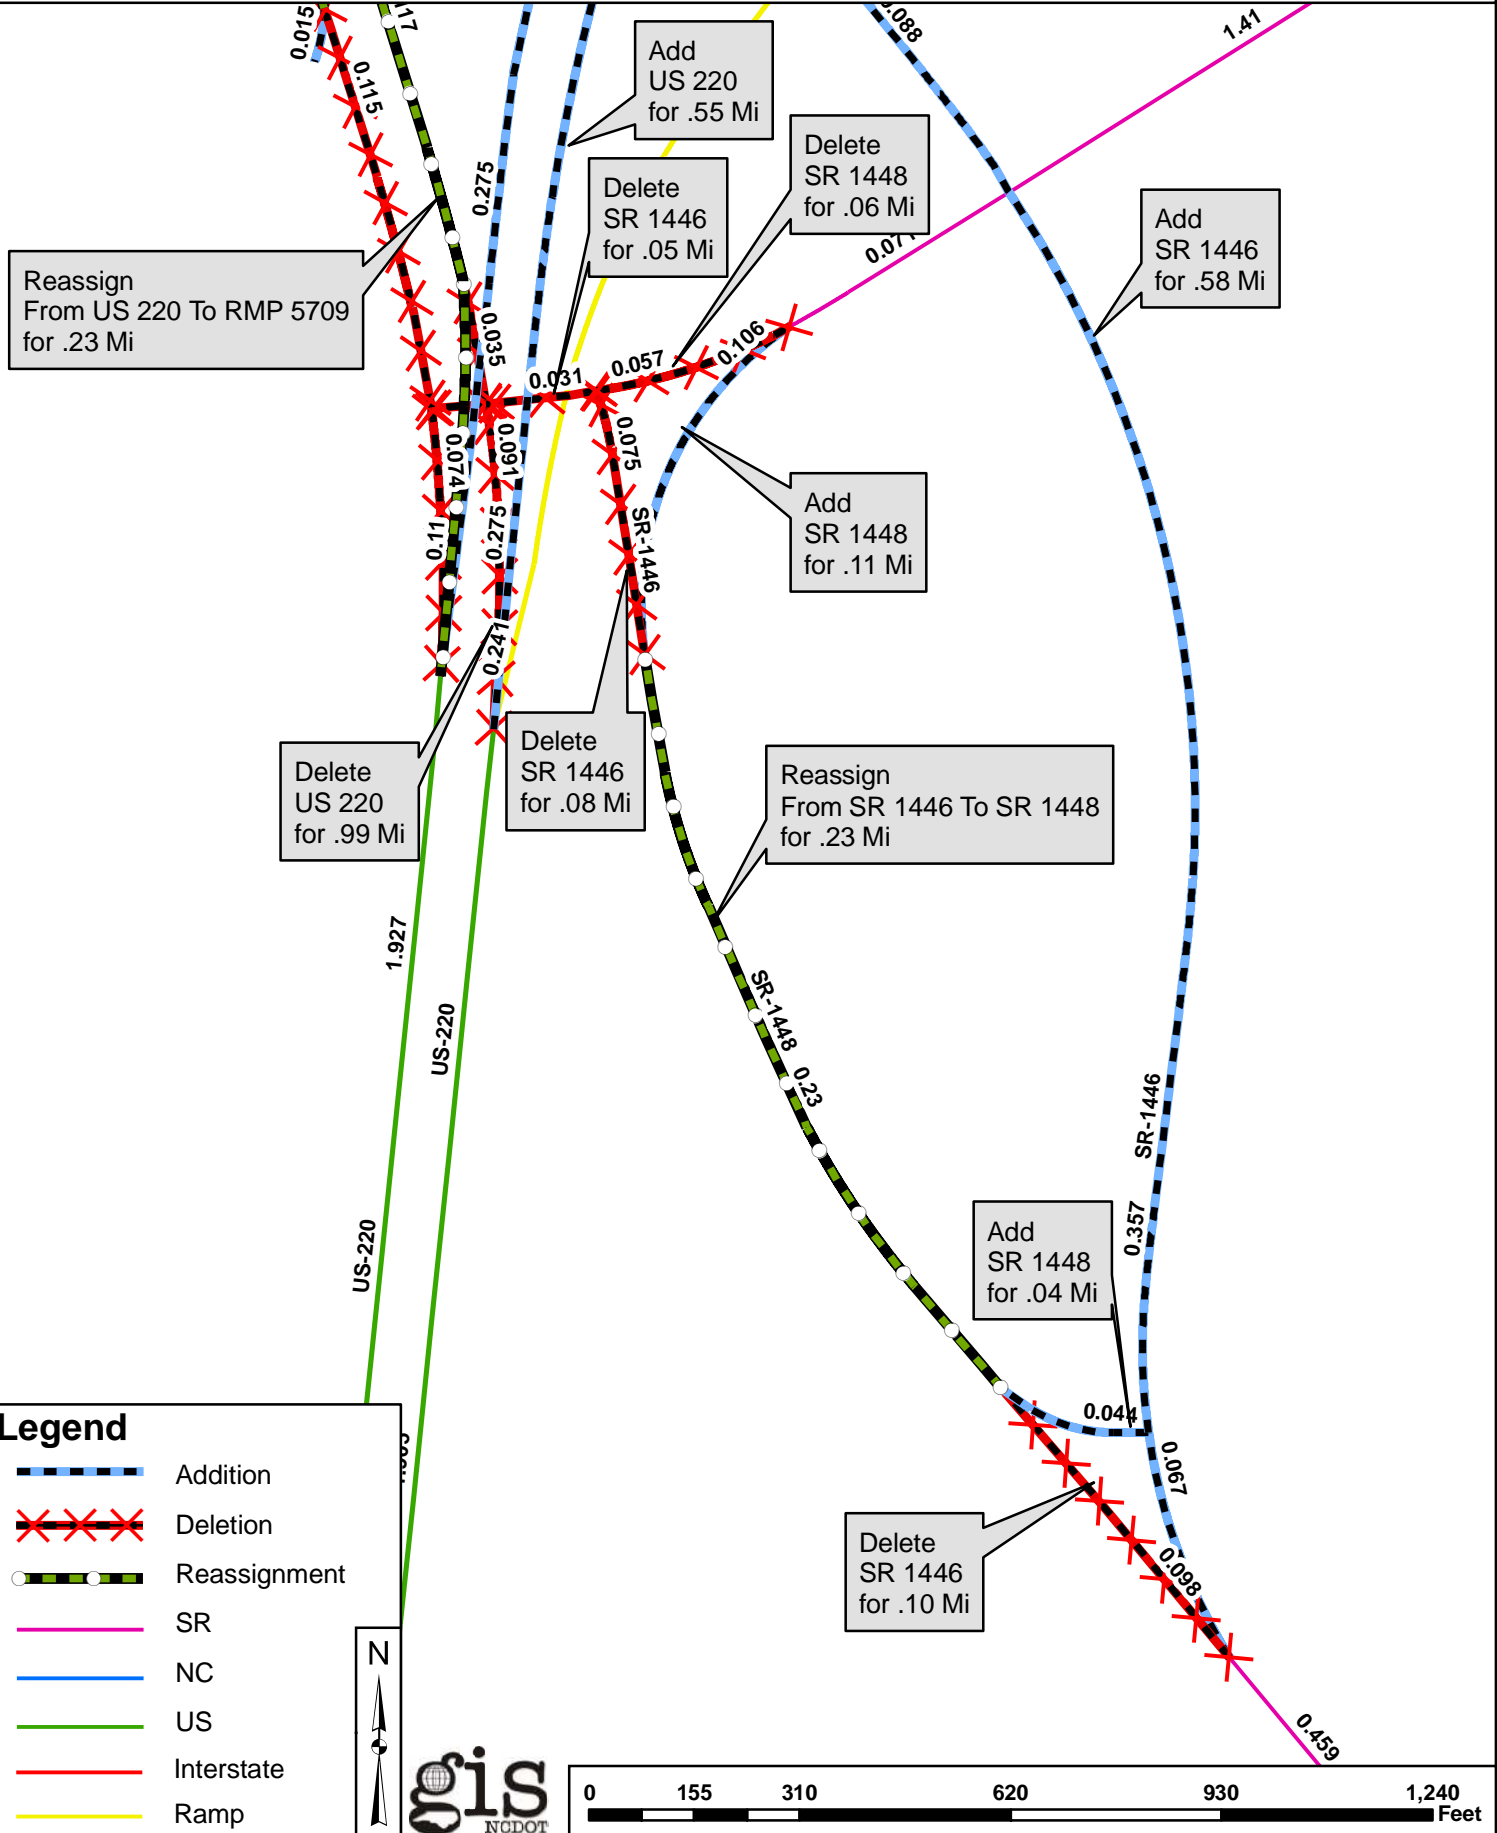 0.015
0.115
0.275
0.088
1.41
Add
US 220
for .55 Mi
Delete
SR 1448
for .06 Mi
Delete
SR 1446
for .05 Mi
Add
SR 1446
for .58 Mi
Reassign
From US 220 To RMP 5709
for .23 Mi
0.035
0.031
0.057
0.106
0.074
0.091
0.075
0.11
0.275
SR-1446
Add
SR 1448
for .11 Mi
0.241
Delete
US 220
for .99 Mi
Delete
SR 1446
for .08 Mi
Reassign
From SR 1446 To SR 1448
for .23 Mi
1.927
US-220
SR-1448
0.23
SR-1446
0.357
US-220
Add
SR 1448
for .04 Mi
0.044
0.067
Delete
SR 1446
for .10 Mi
0.098
0.459
Legend
Addition
Deletion
Reassignment
SR
NC
US
Interstate
Ramp
N
gis
NCDOT
0 155 310 620 930 1,240
Feet